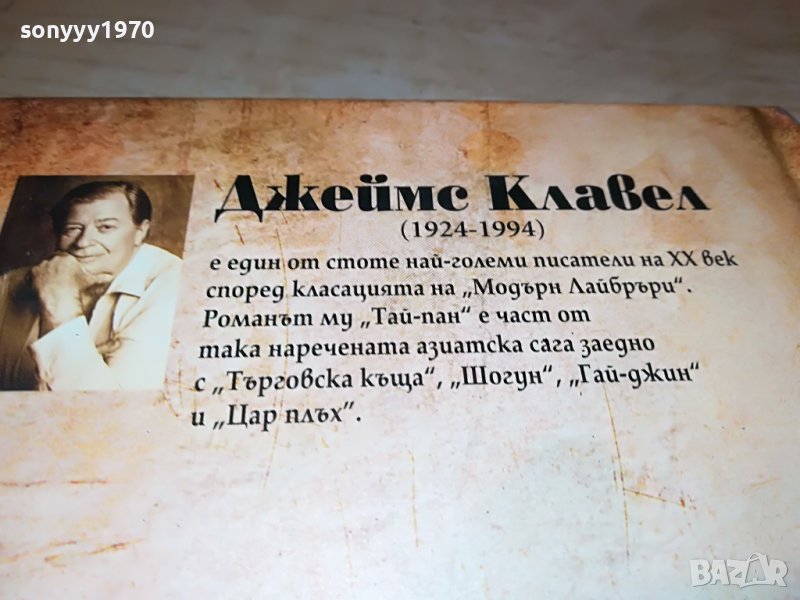 sonyyy1970
Джеймс Клавел
(1924-1994)
е един от стоте най-големи писатели на XX век
според класацията на „Модърн Лайбръри“.
Романът му „Тай-пан“ е част от
така наречената азиатска сага заедно
с „Търговска къща“, „Шогун“, „Гай-джин“
и „Цар плъх”.
BAZAR